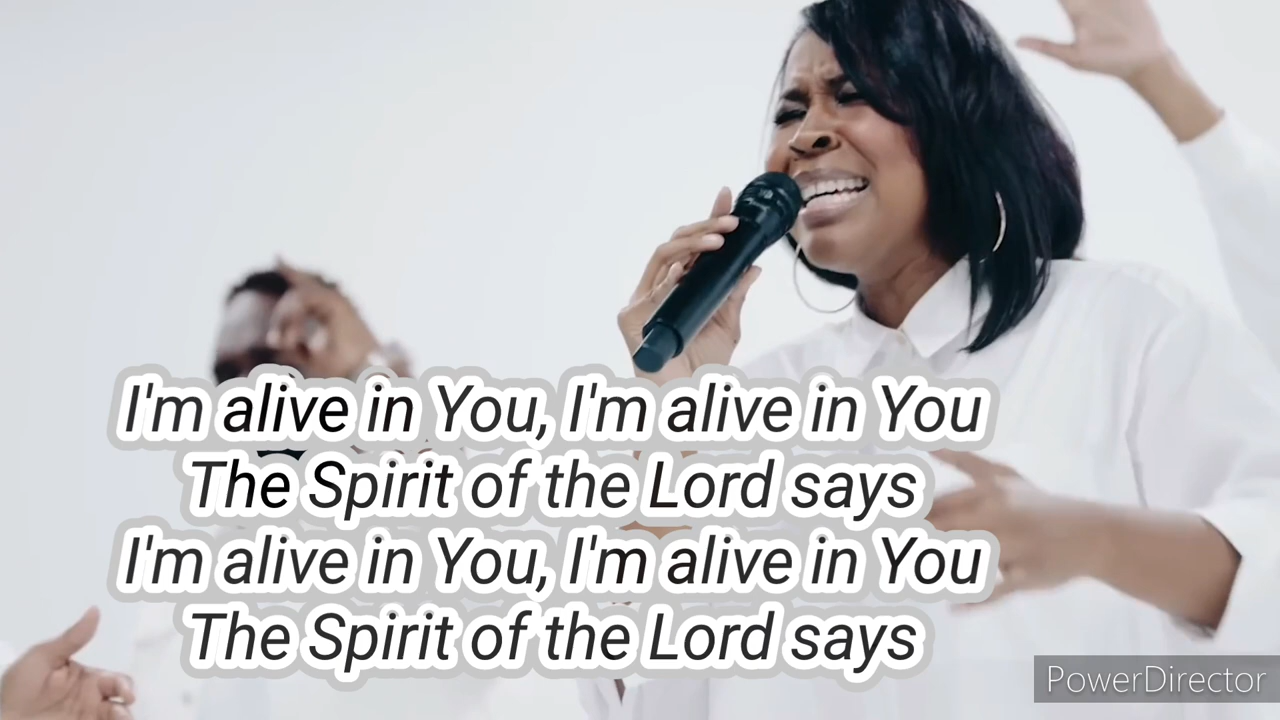 I'm alive in You, I'm alive in You
The Spirit of the Lord says
I'm alive in You, I'm alive in You
The Spirit of the Lord says
PowerDirector